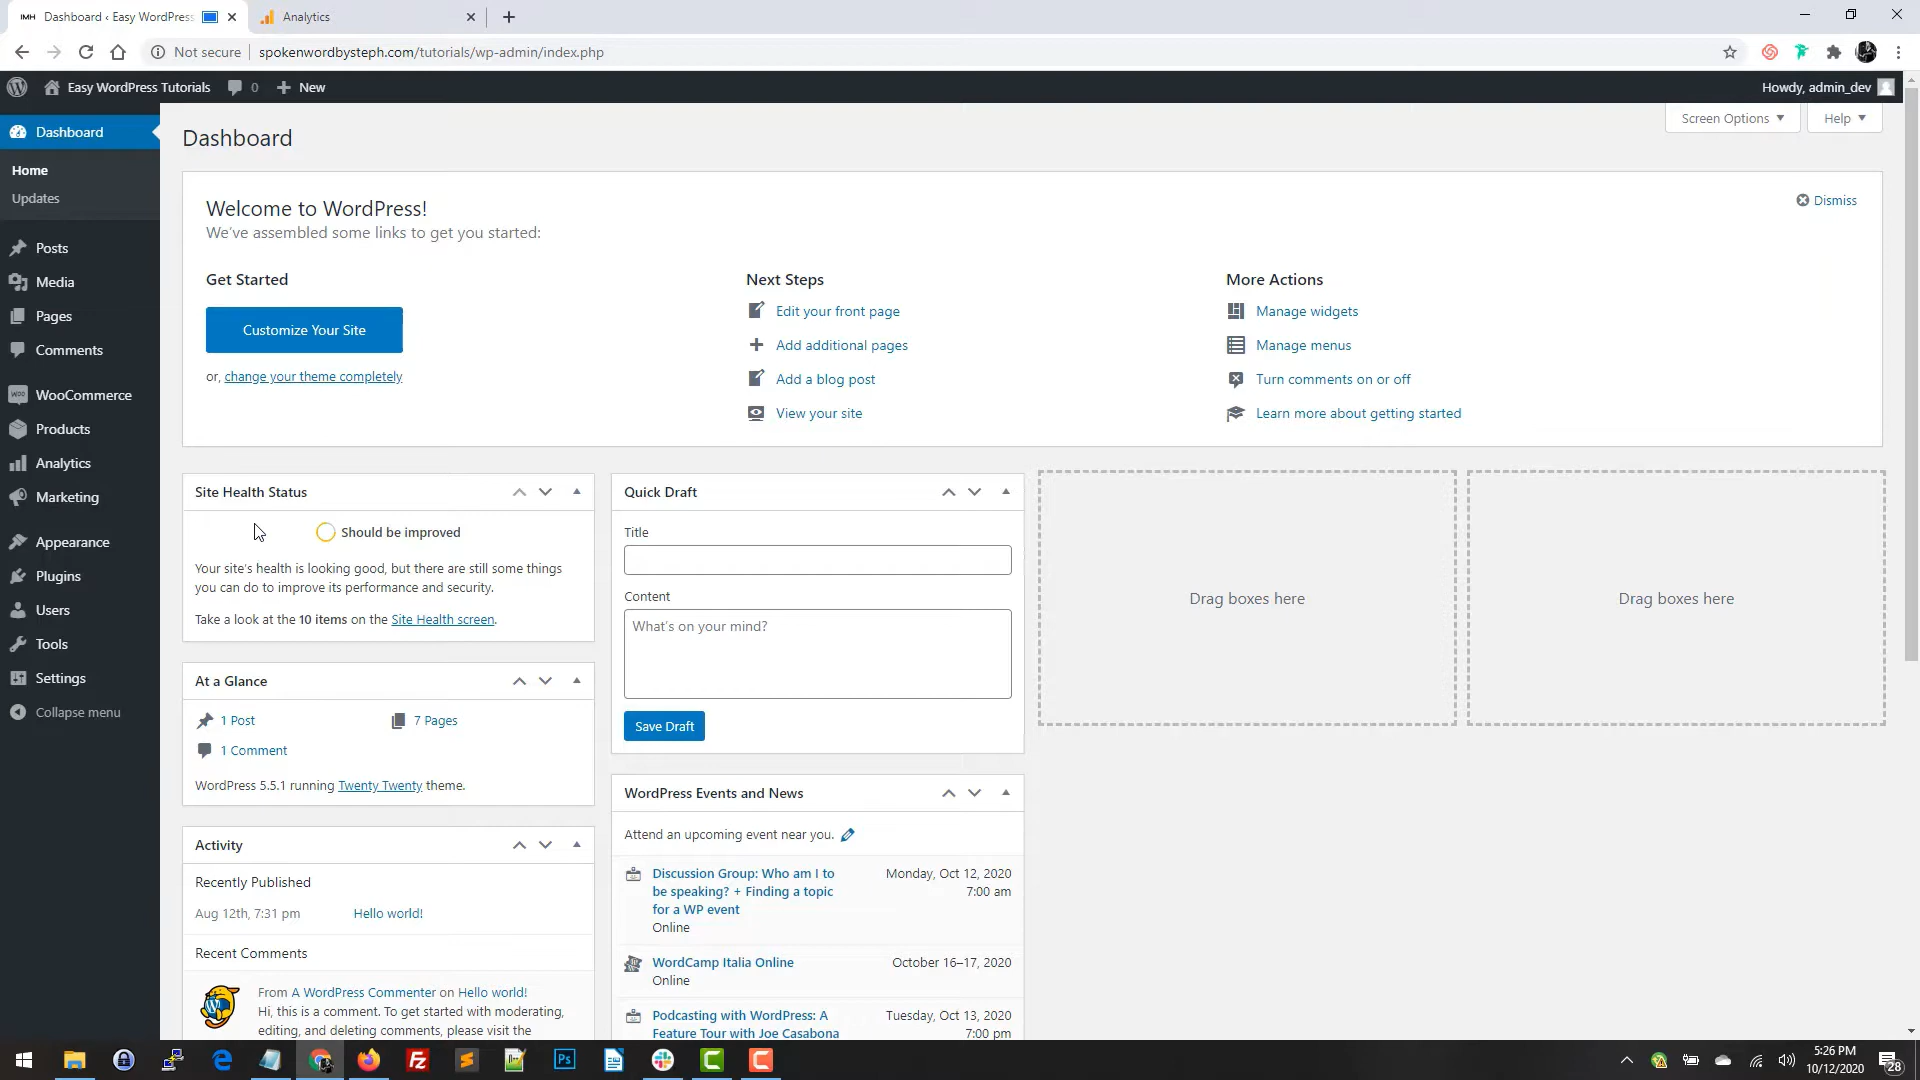 IMH Dashboard ‹ Easy WordPress
Analytics
Not secure
spokenwordbysteph.com/tutorials/wp-admin/index.php
Easy WordPress Tutorials
0
New
Howdy, admin_dev
Dashboard
Home
Updates
Posts
Media
Pages
Comments
WooCommerce
Products
Analytics
Marketing
Appearance
Plugins
Users
Tools
Settings
Collapse menu
Dashboard
Screen Options
Help
Welcome to WordPress!
We've assembled some links to get you started:
Dismiss
Get Started
Customize Your Site
or, change your theme completely
Next Steps
Edit your front page
Add additional pages
Add a blog post
View your site
More Actions
Manage widgets
Manage menus
Turn comments on or off
Learn more about getting started
Site Health Status
Should be improved
Your site's health is looking good, but there are still some things
you can do to improve its performance and security.
Take a look at the 10 items on the Site Health screen.
At a Glance
1 Post
7 Pages
1 Comment
WordPress 5.5.1 running Twenty Twenty theme.
Activity
Recently Published
Aug 12th, 7:31 pm
Hello world!
Recent Comments
From A WordPress Commenter on Hello world!
Hi, this is a comment. To get started with moderating,
editing, and deleting comments, please visit the
Quick Draft
Title
Content
What's on your mind?
Save Draft
WordPress Events and News
Attend an upcoming event near you.
Discussion Group: Who am I to
be speaking? + Finding a topic
for a WP event
Online
Monday, Oct 12, 2020
7:00 am
WordCamp Italia Online
Online
October 16–17, 2020
Podcasting with WordPress: A
Feature Tour with Joe Casabona
Tuesday, Oct 13, 2020
7:00 pm
Drag boxes here
Drag boxes here
5:26 PM
10/12/2020
28